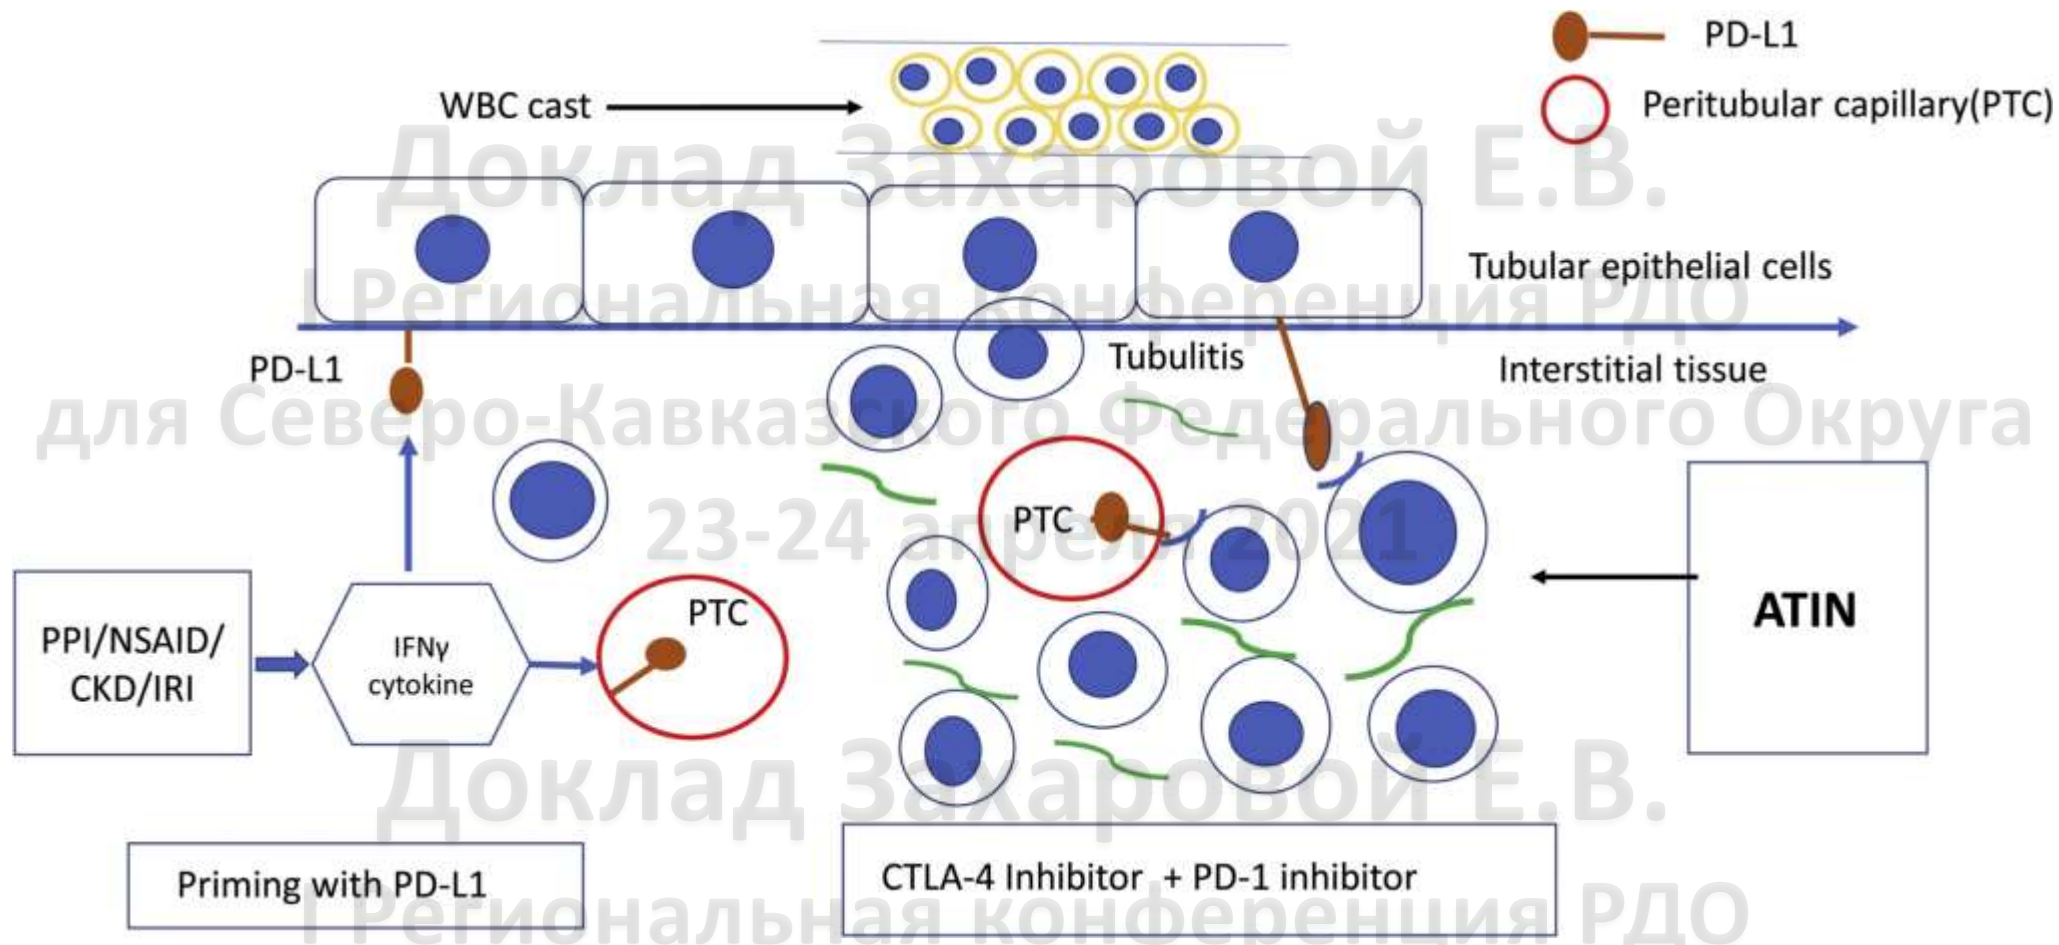 PD-L1
Peritubular capillary(PTC)
WBC cast
Доклад Захаровой Е.В.
Tubular epithelial cells
I Региональная конференция РДО
PD-L1
Tubulitis
Interstitial tissue
для Северо-Кавказского Федерального Округа
PTC
23-24 апреля 2021
PPI/NSAID/
CKD/IRI
IFNγ
cytokine
PTC
ATIN
Доклад Захаровой Е.В.
Priming with PD-L1
CTLA-4 Inhibitor + PD-1 inhibitor
I Региональная конференция РДО